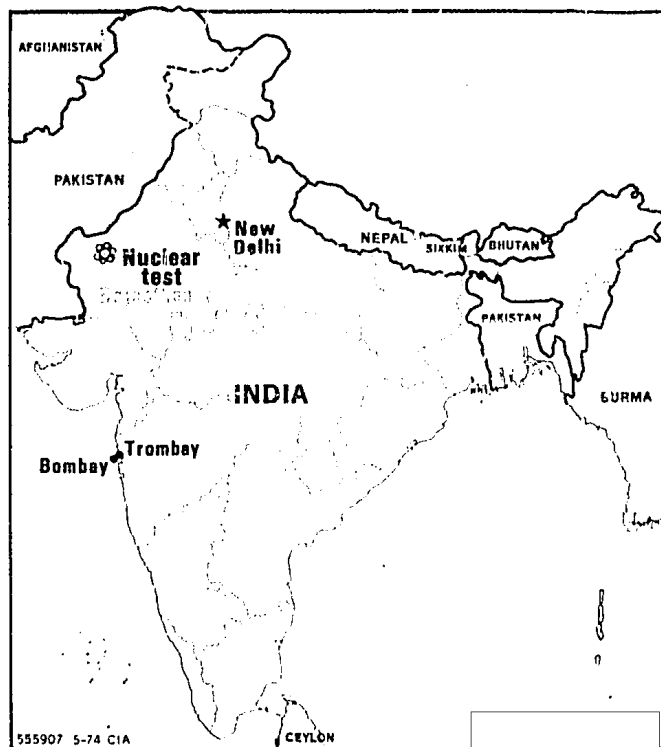 AFGHANISTAN
PAKISTAN
New
Delhi
Nuclear
test
Rajasthan
NEPAL
SIKKIM
BHUTAN
PAKISTAN
INDIA
BURMA
Trombay
Bombay
555907 5-74 CIA
CEYLON